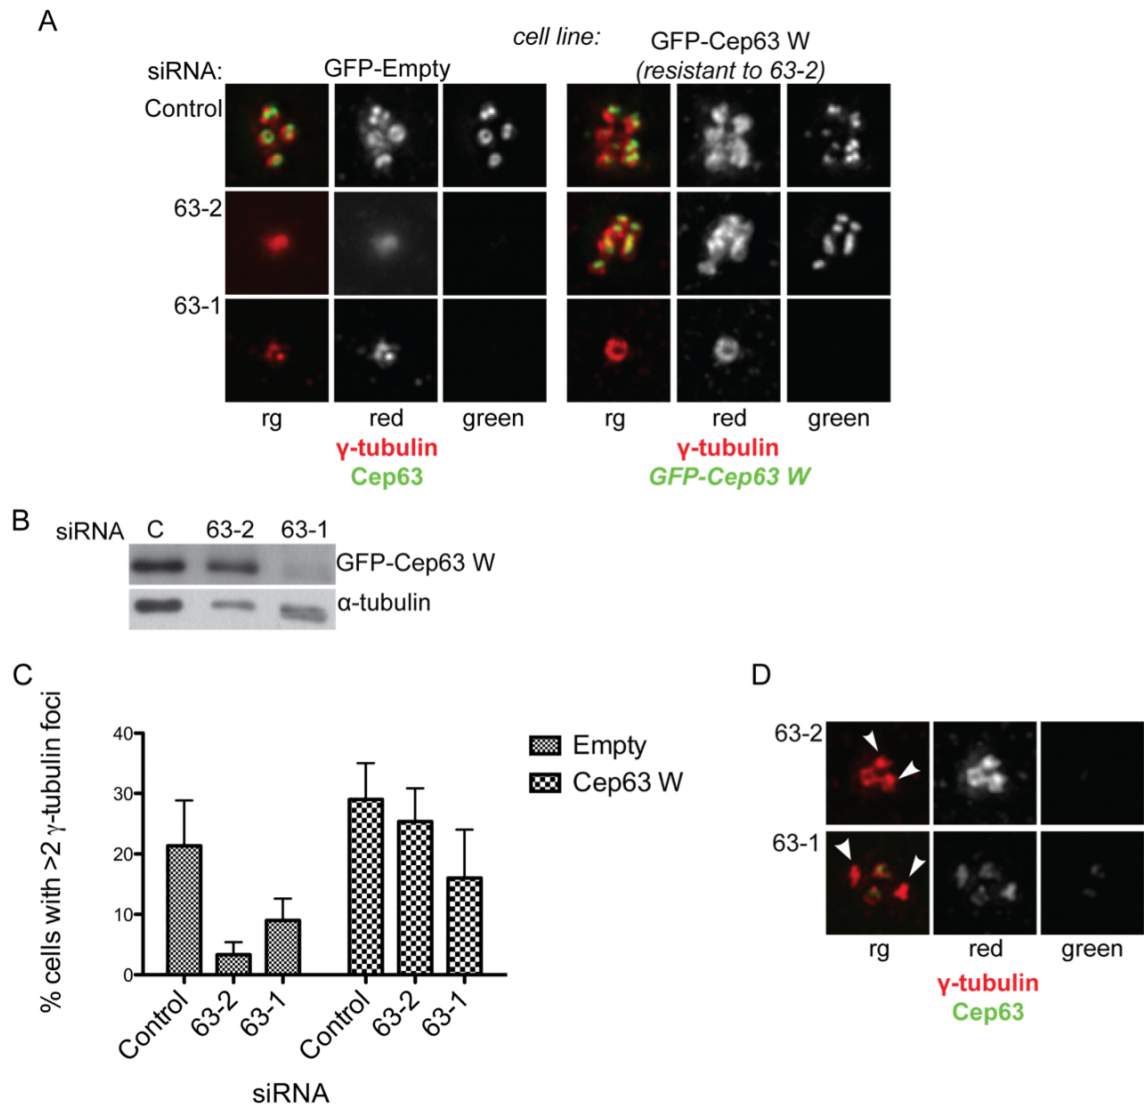 A
cell line:
GFP-Cep63 W
siRNA:
GFP-Empty
(resistant to 63-2)
Control
63-2
63-1
rg
red
green
rg
red
green
γ-tubulin
γ-tubulin
Cep63
GFP-Cep63 W
B
siRNA C 63-2 63-1
GFP-Cep63 W
α-tubulin
C
% cells with >2 γ-tubulin foci
40
30
20
10
0
Empty
Cep63 W
Control
63-2
63-1
Control
63-2
63-1
siRNA
D
63-2
63-1
rg
red
green
γ-tubulin
Cep63